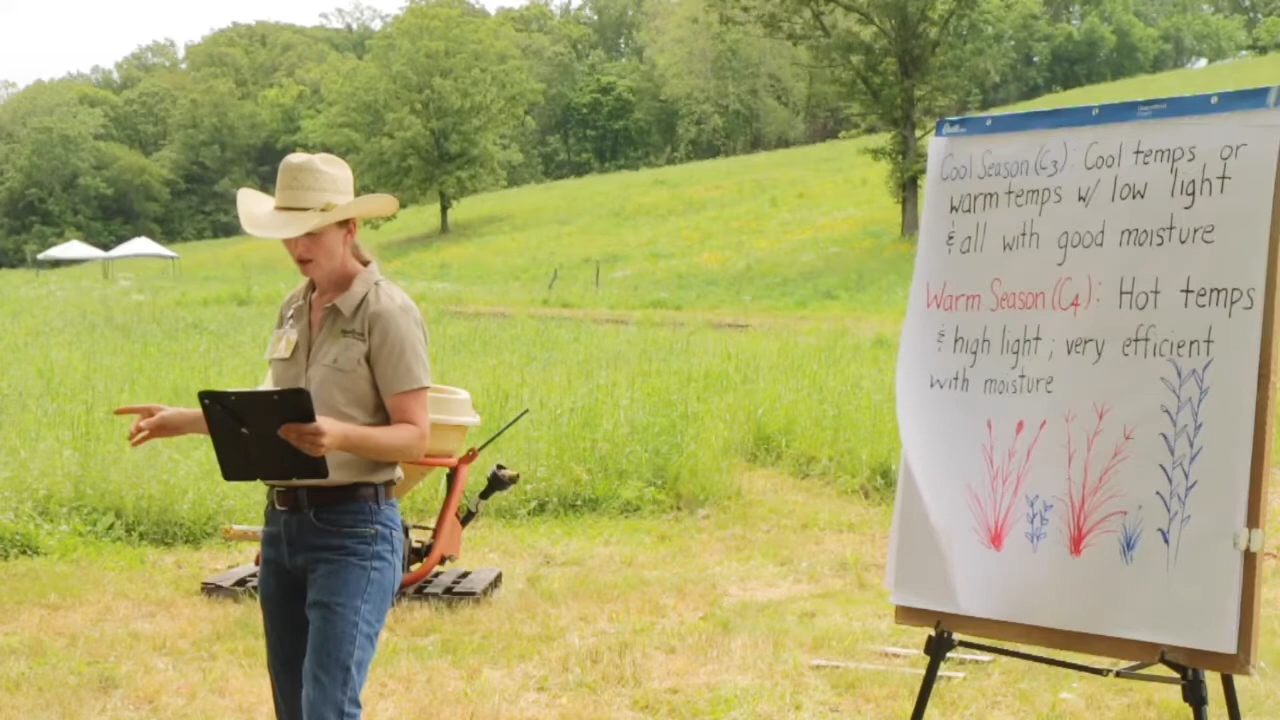 Cool Season (C3): Cool temps or
warm temps w/ low light
& all with good moisture
Warm Season (C4): Hot temps
& high light; very efficient
with moisture